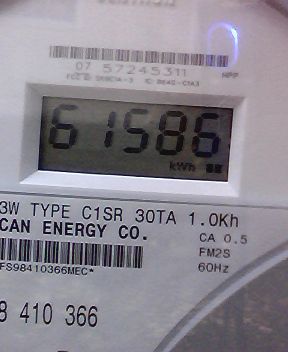 07 57245311
61586
kWh
3W TYPE C1SR 30TA 1.0Kh
CAN ENERGY CO.
CA 0.5
FM2S
FS98410366MEC*
60Hz
8 410 366